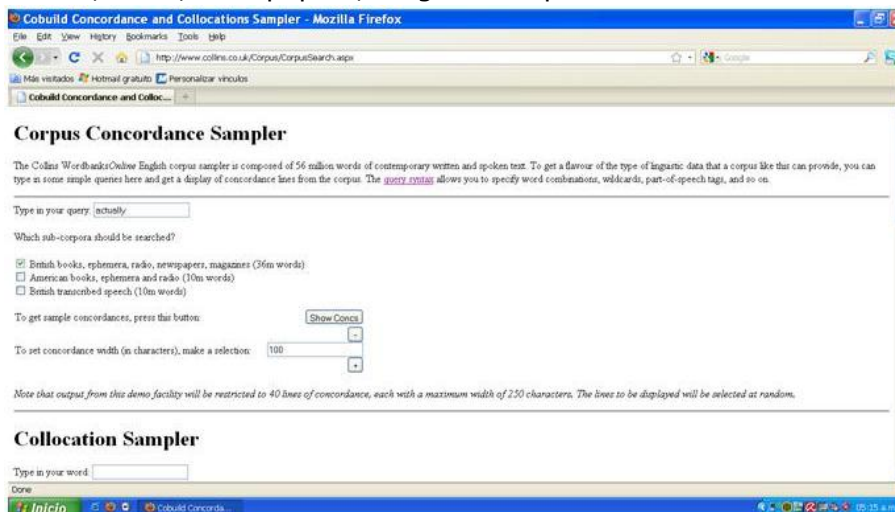 Cobuild Concordance and Collocations Sampler - Mozilla Firefox
File Edit View History Bookmarks Tools Help
http://www.collins.co.uk/Corpus/CorpusSearch.aspx
Google
Más visitados Hotmail gratuito Personalizar vínculos
Cobuild Concordance and Colloc...
Corpus Concordance Sampler
The Collins WordbanksOnline English corpus sampler is composed of 56 million words of contemporary written and spoken text. To get a flavour of the type of linguistic data that a corpus like this can provide, you can
type in some simple queries here and get a display of concordance lines from the corpus. The query syntax allows you to specify word combinations, wildcards, part-of-speech tags, and so on.
Type in your query: actually
Which sub-corpora should be searched?
British books, ephemera, radio, newspapers, magazines (36m words)
American books, ephemera and radio (10m words)
British transcribed speech (10m words)
To get sample concordances, press this button: Show Concs
-
To set concordance width (in characters), make a selection: 100
+
Note that output from this demo facility will be restricted to 40 lines of concordance, each with a maximum width of 250 characters. The lines to be displayed will be selected at random.
Collocation Sampler
Type in your word:
Done
Inicio Cobuild Concorda... 05:15 a.m.